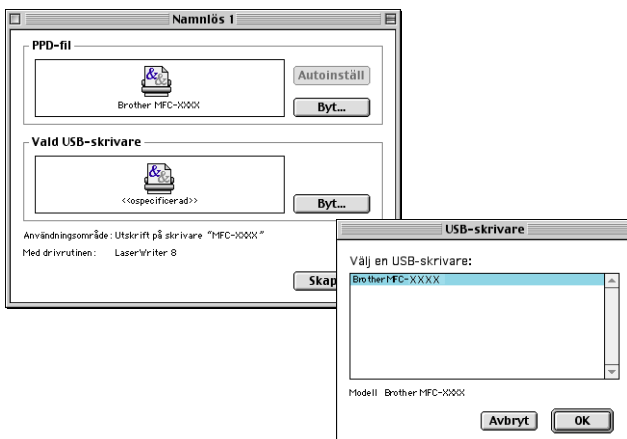 Namnlös 1
PPD-fil
Brother MFC-XXXX
Autoinställ
Byt...
Vald USB-skrivare
<<ospecificerad>>
Byt...
Användningsområde: Utskrift på skrivare "MFC-XXXX"
Med drivrutinen: LaserWriter 8
Skap
USB-skrivare
Välj en USB-skrivare:
Brother MFC-XXXX
Modell Brother MFC-XXXX
Avbryt
OK